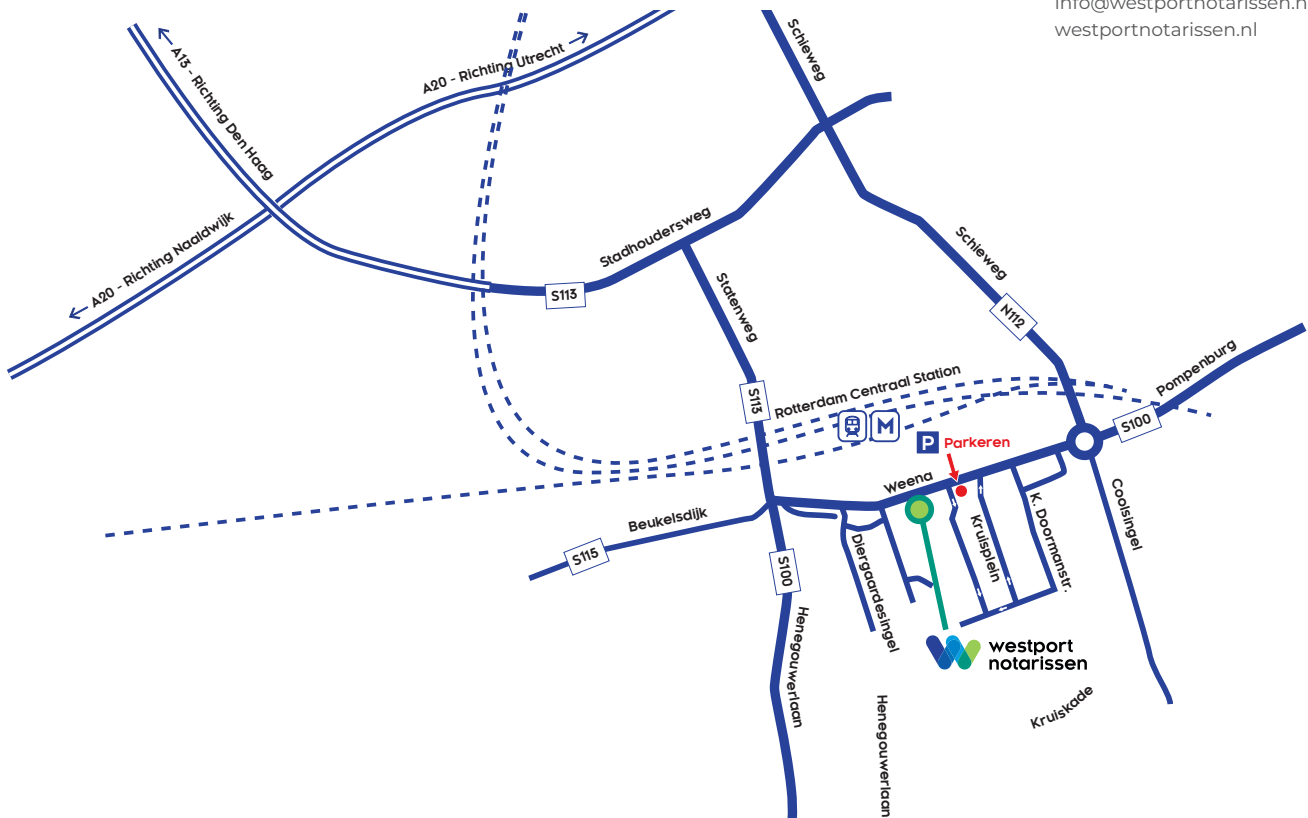 info@westportnotarissen.n
westportnotarissen.nl
Schieweg
A13 - Richting Den Haag
A20 - Richting Utrecht
A20 - Richting Naaldwijk
Stadhoudersweg
Schieweg
S113
Statenweg
N112
Pompenburg
Rotterdam Centraal Station
S113
M
S100
P Parkeren
Weena
Coolsingel
K. Doormanstr.
Kruisplein
Beukelsdijk
S115
Diergaardesingel
S100
Henegouwerlaan
westport
notarissen
Kruiskade
Henegouwerlaan